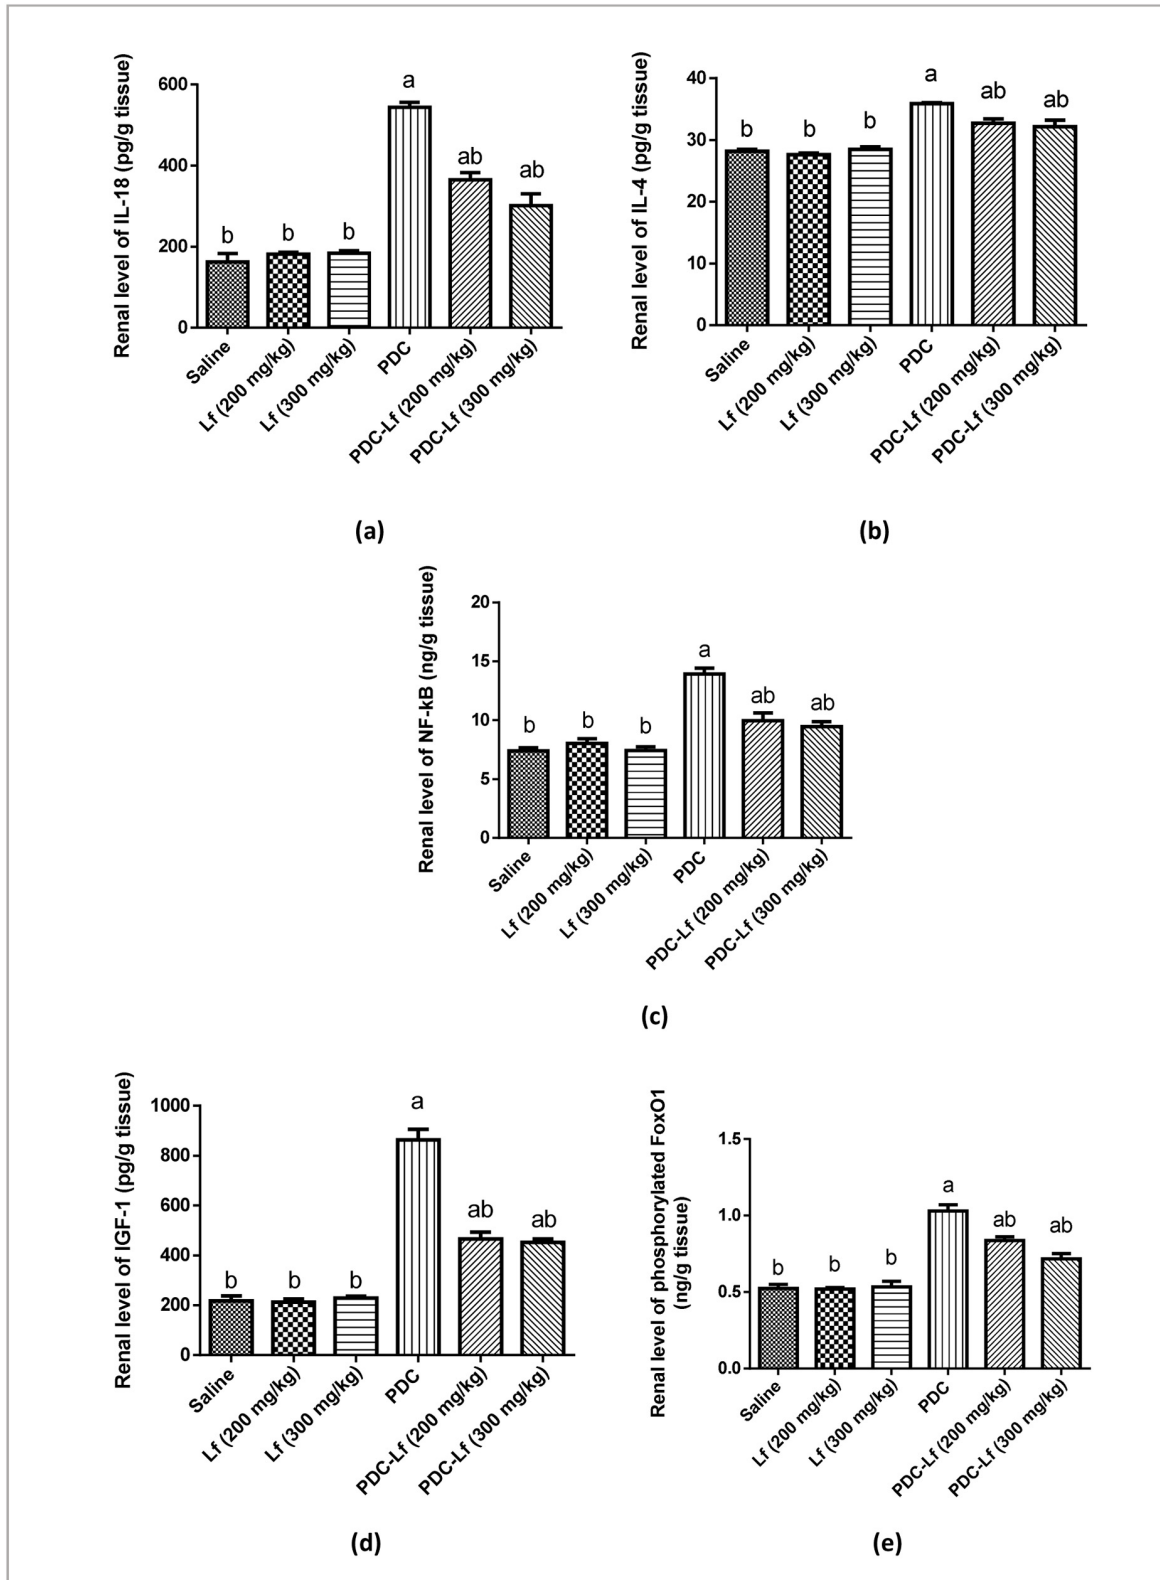 Renal level of IL-18 (pg/g tissue)
600
400
200
0
a
ab
ab
b
b
b
Saline
Lf (200 mg/kg)
Lf (300 mg/kg)
PDC
PDC-Lf (200 mg/kg)
PDC-Lf (300 mg/kg)
(a)
Renal level of IL-4 (pg/g tissue)
40
30
20
10
0
a
ab
ab
b
b
b
Saline
Lf (200 mg/kg)
Lf (300 mg/kg)
PDC
PDC-Lf (200 mg/kg)
PDC-Lf (300 mg/kg)
(b)
Renal level of NF-kB (ng/g tissue)
20
15
10
5
0
a
ab
ab
b
b
b
Saline
Lf (200 mg/kg)
Lf (300 mg/kg)
PDC
PDC-Lf (200 mg/kg)
PDC-Lf (300 mg/kg)
(c)
Renal level of IGF-1 (pg/g tissue)
1000
800
600
400
200
0
a
ab
ab
b
b
b
Saline
Lf (200 mg/kg)
Lf (300 mg/kg)
PDC
PDC-Lf (200 mg/kg)
PDC-Lf (300 mg/kg)
(d)
Renal level of phosphorylated FoxO1
(ng/g tissue)
1.5
1.0
0.5
0.0
a
ab
ab
b
b
b
Saline
Lf (200 mg/kg)
Lf (300 mg/kg)
PDC
PDC-Lf (200 mg/kg)
PDC-Lf (300 mg/kg)
(e)